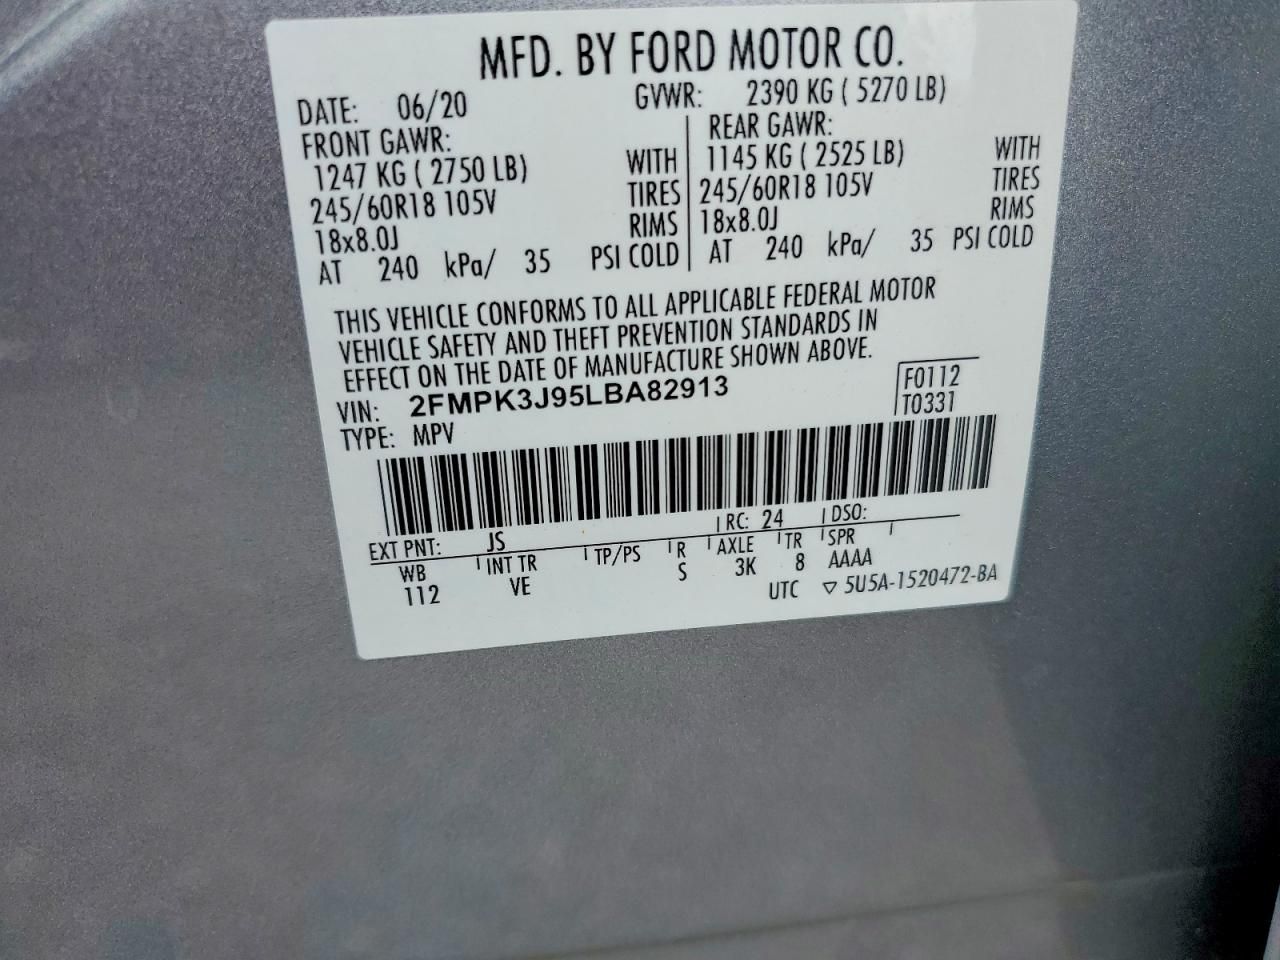 MFD. BY FORD MOTOR CO.
DATE: 06/20 GVWR: 2390 KG ( 5270 LB)
FRONT GAWR: REAR GAWR:
1247 KG ( 2750 LB) WITH 1145 KG ( 2525 LB) WITH
245/60R18 105V TIRES 245/60R18 105V TIRES
18x8.0J RIMS 18x8.0J RIMS
AT 240 kPa/ 35 PSI COLD AT 240 kPa/ 35 PSI COLD
THIS VEHICLE CONFORMS TO ALL APPLICABLE FEDERAL MOTOR
VEHICLE SAFETY AND THEFT PREVENTION STANDARDS IN
EFFECT ON THE DATE OF MANUFACTURE SHOWN ABOVE.
VIN: 2FMPK3J95LBA82913 F0112
TYPE: MPV T0331
EXT PNT: JS RC: 24 DSO:
WB INT TR TP/PS R AXLE TR SPR
112 VE S 3K 8 AAAA
UTC ▽ 5U5A-1520472-BA